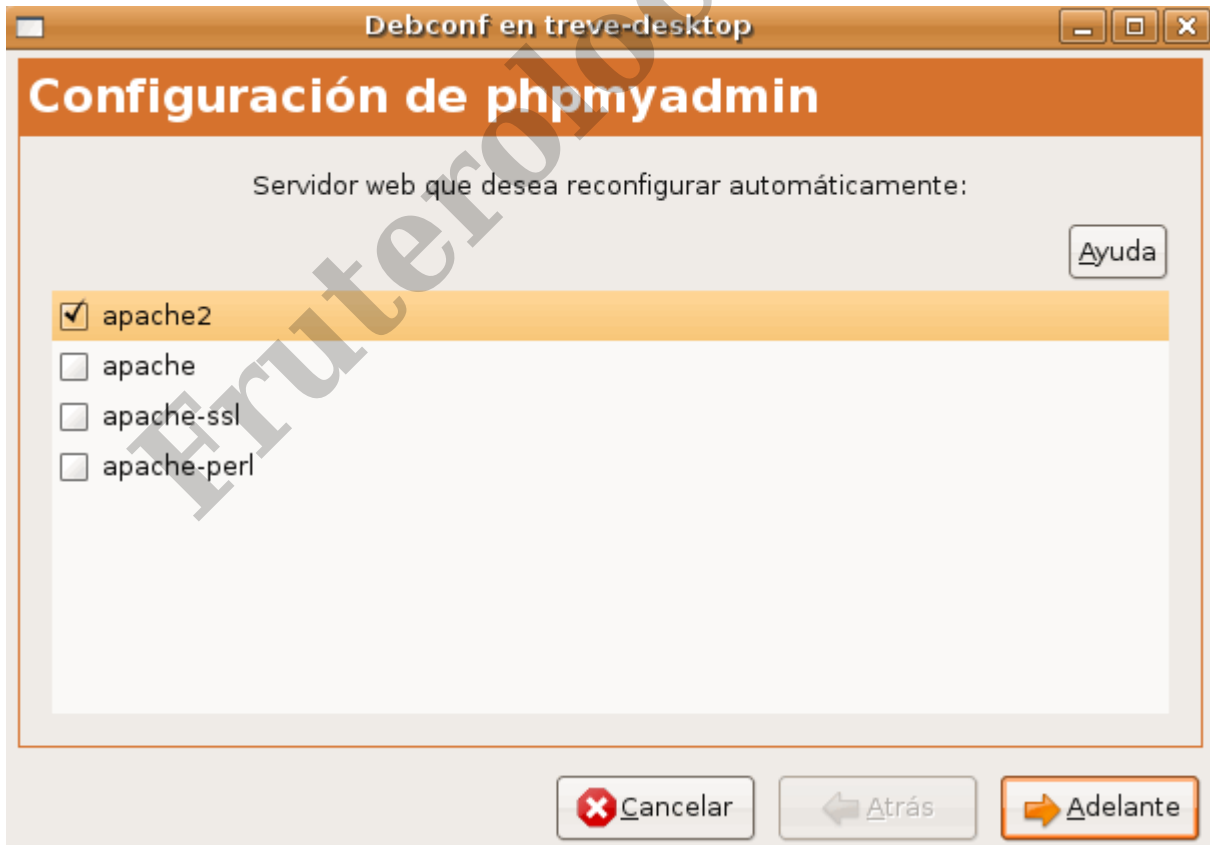 Debconf en treve-desktop
Configuración de phpmyadmin
Servidor web que desea reconfigurar automáticamente:
Ayuda
apache2
apache
apache-ssl
apache-perl
Cancelar
Atrás
Adelante